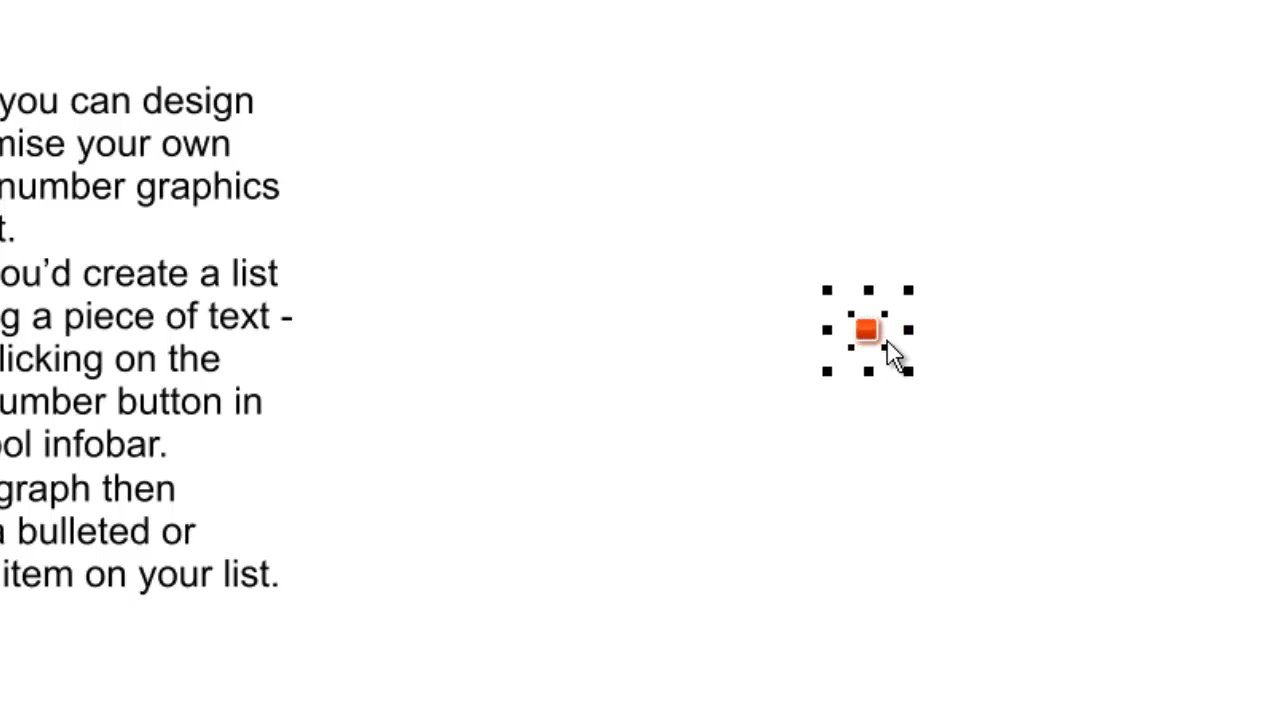 you can design
mise your own
number graphics
t.
ou’d create a list
g a piece of text -
licking on the
umber button in
ool infobar.
graph then
a bulleted or
item on your list.